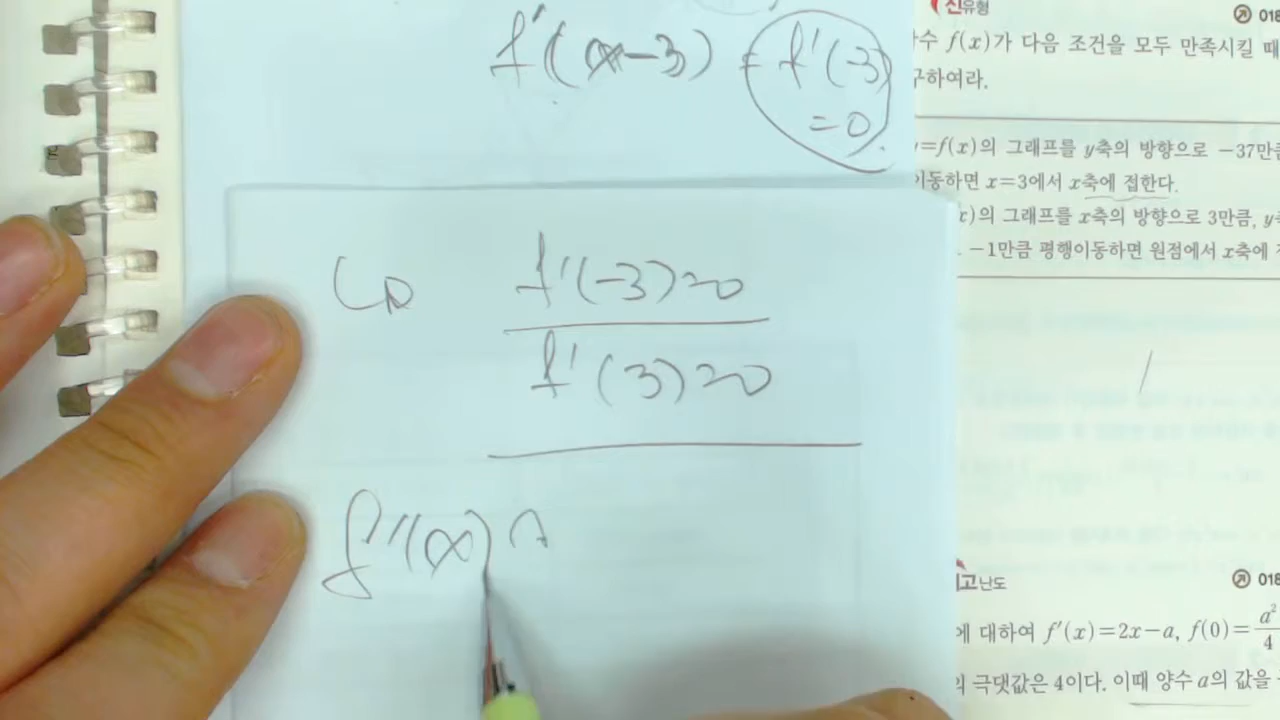 f'(x-3) = f'(-3)
=0
f'(-3)=0
f'(3)=0
f'(x)
신유형
018
수 f(x)가 다음 조건을 모두 만족시킬 때
구하여라.
=f(x)의 그래프를 y축의 방향으로 -37만큼
이동하면 x=3에서 x축에 접한다.
x)의 그래프를 x축의 방향으로 3만큼, y
-1만큼 평행이동하면 원점에서 x축에
최고난도
018
에 대하여 f'(x)=2x-a, f(0)=a²/4
의 극댓값은 4이다. 이때 양수 a의 값을